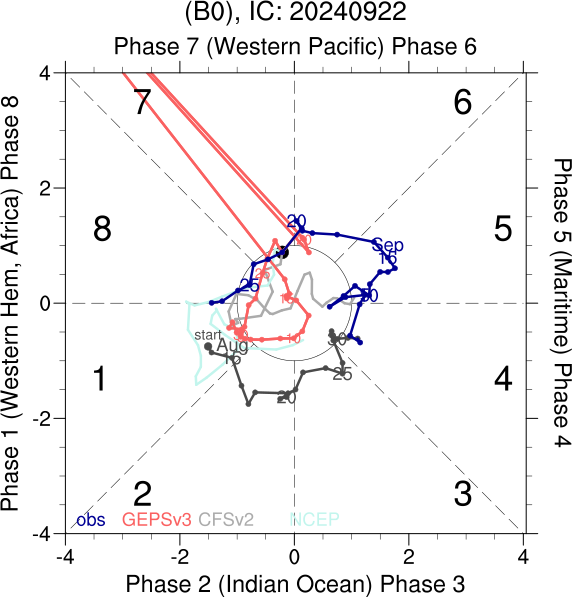 (B0), IC: 20240922
Phase 7 (Western Pacific) Phase 6
Phase 1 (Western Hem, Africa) Phase 8
Phase 5 (Maritime) Phase 4
4
2
0
-2
-4
7
6
8
5
1
4
2
3
20
Sep
15
25
25
start
Aug
15
20
25
10
obs GEPSv3 CFSv2 NCEP
-4 -2 0 2 4
Phase 2 (Indian Ocean) Phase 3